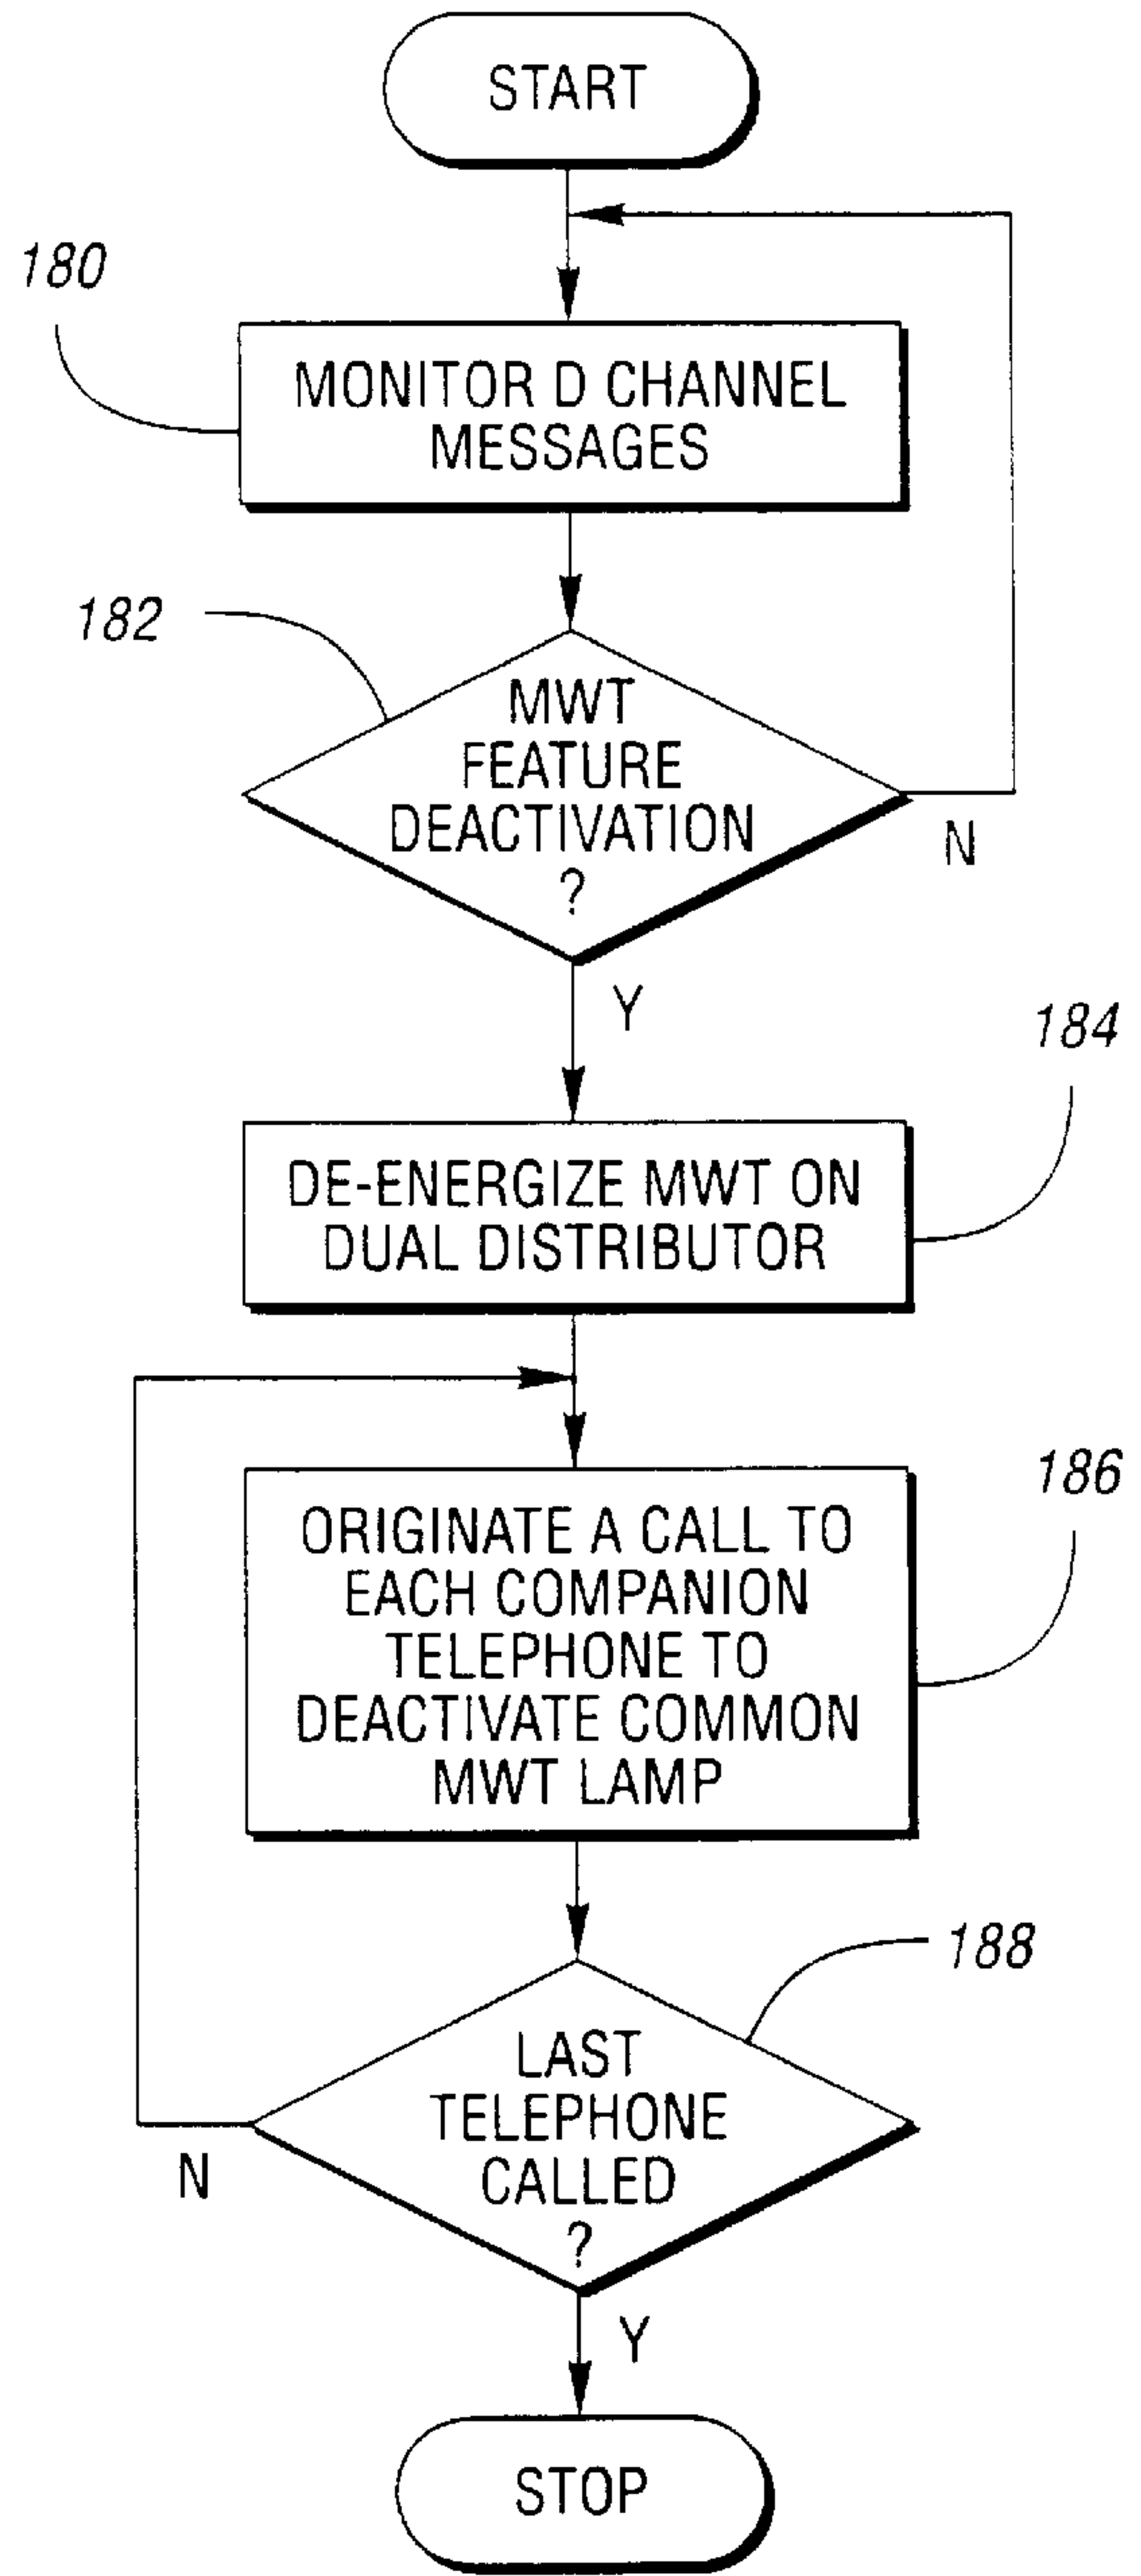 START
180
MONITOR D CHANNEL
MESSAGES
182
MWT
FEATURE
DEACTIVATION
?
N
Y
184
DE-ENERGIZE MWT ON
DUAL DISTRIBUTOR
186
ORIGINATE A CALL TO
EACH COMPANION
TELEPHONE TO
DEACTIVATE COMMON
MWT LAMP
188
LAST
TELEPHONE
CALLED
?
N
Y
STOP